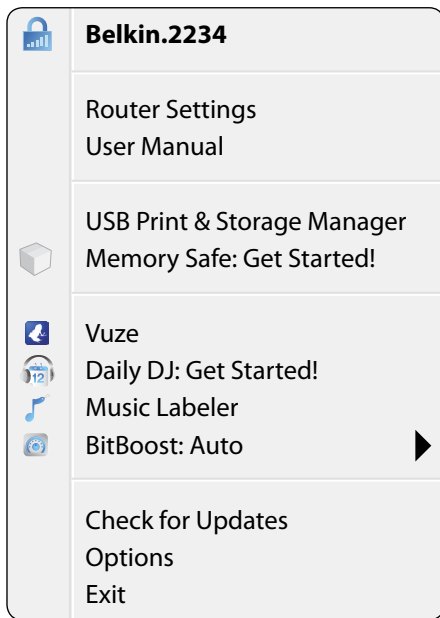 Belkin.2234
Router Settings
User Manual
USB Print & Storage Manager
Memory Safe: Get Started!
Vuze
Daily DJ: Get Started!
12
Music Labeler
BitBoost: Auto
Check for Updates
Options
Exit